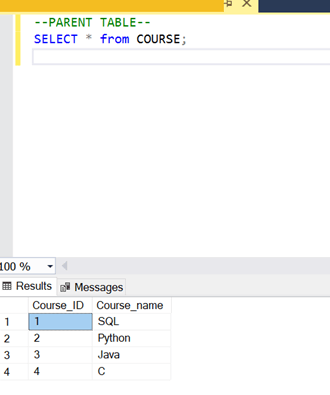 --PARENT TABLE--
SELECT * from COURSE;
100 %
Results Messages
Course_ID Course_name
1 1 SQL
2 2 Python
3 3 Java
4 4 C